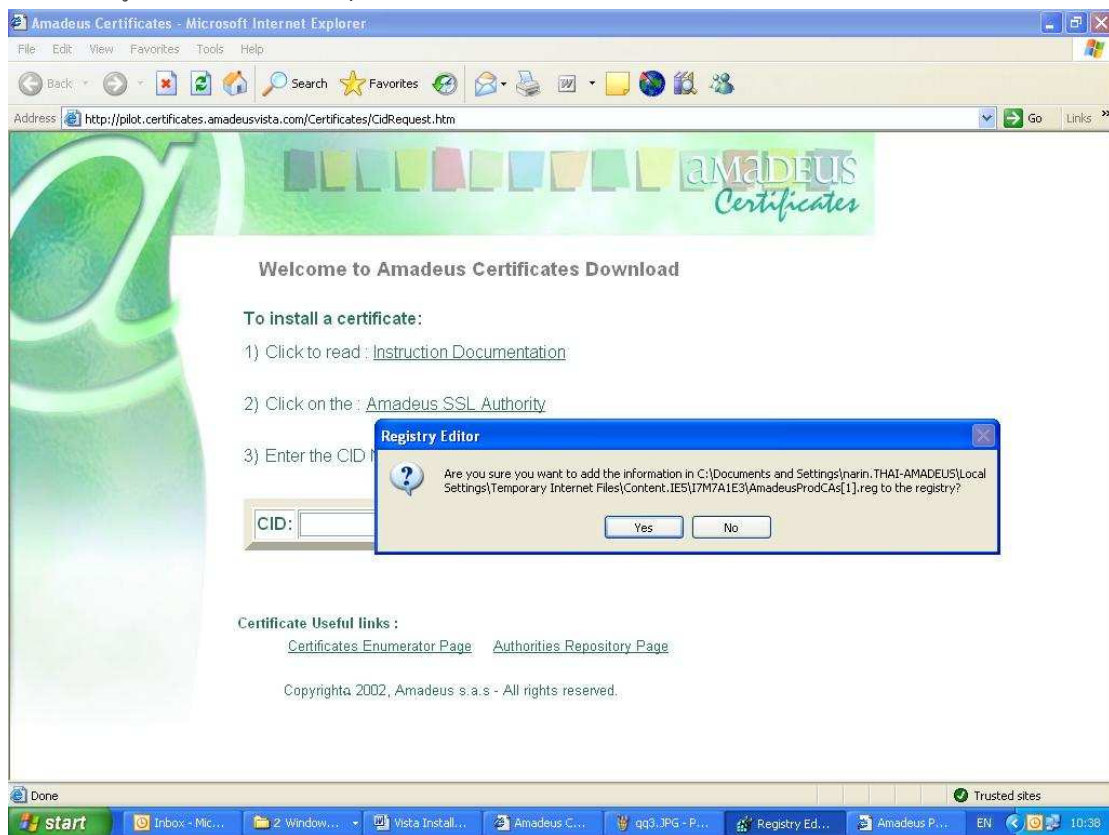 Amadeus Certificates - Microsoft Internet Explorer
File Edit View Favorites Tools Help
Back Search Favorites
Address http://pilot.certificates.amadeusvista.com/Certificates/CidRequest.htm Go Links »
aMaDEUS
Certificates
Welcome to Amadeus Certificates Download
To install a certificate:
1) Click to read : Instruction Documentation
2) Click on the : Amadeus SSL Authority
Registry Editor
3) Enter the CID
Are you sure you want to add the information in C:\Documents and Settings\narin.THAI-AMADEUS\Local
Settings\Temporary Internet Files\Content.IE5\I7M7A1E3\AmadeusProdCAs[1].reg to the registry?
Yes No
CID:
Certificate Useful links :
Certificates Enumerator Page Authorities Repository Page
Copyrighta 2002, Amadeus s.a.s - All rights reserved.
Done Trusted sites
start Inbox - Mic... 2 Window... Vista Install... Amadeus C... qq3.JPG - P... Registry Ed... Amadeus P... EN 10:38